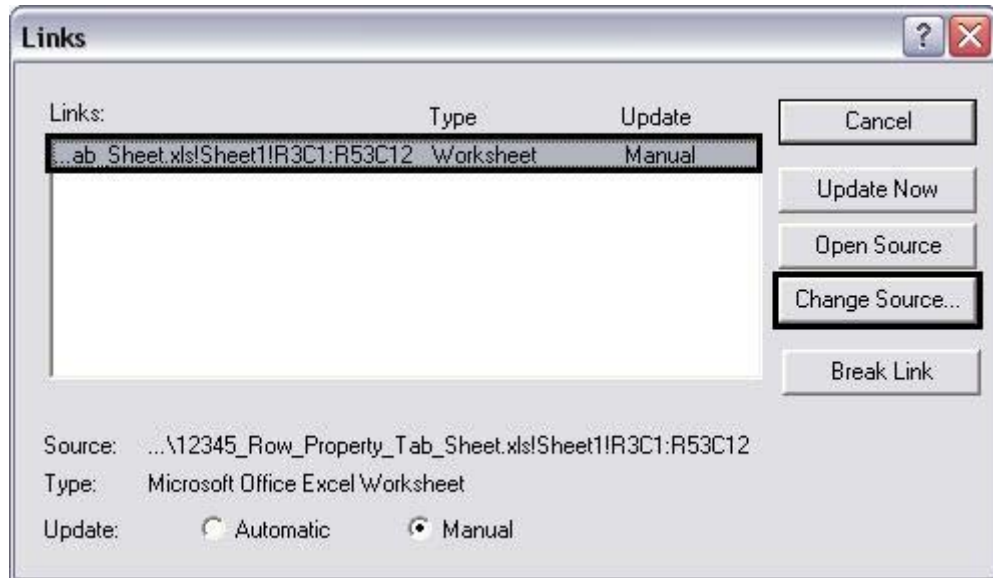 Links
Links: Type Update
...ab_Sheet.xls!Sheet1!R3C1:R53C12 Worksheet Manual
Cancel
Update Now
Open Source
Change Source...
Break Link
Source: ...\12345_Row_Property_Tab_Sheet.xls!Sheet1!R3C1:R53C12
Type: Microsoft Office Excel Worksheet
Update: Automatic Manual